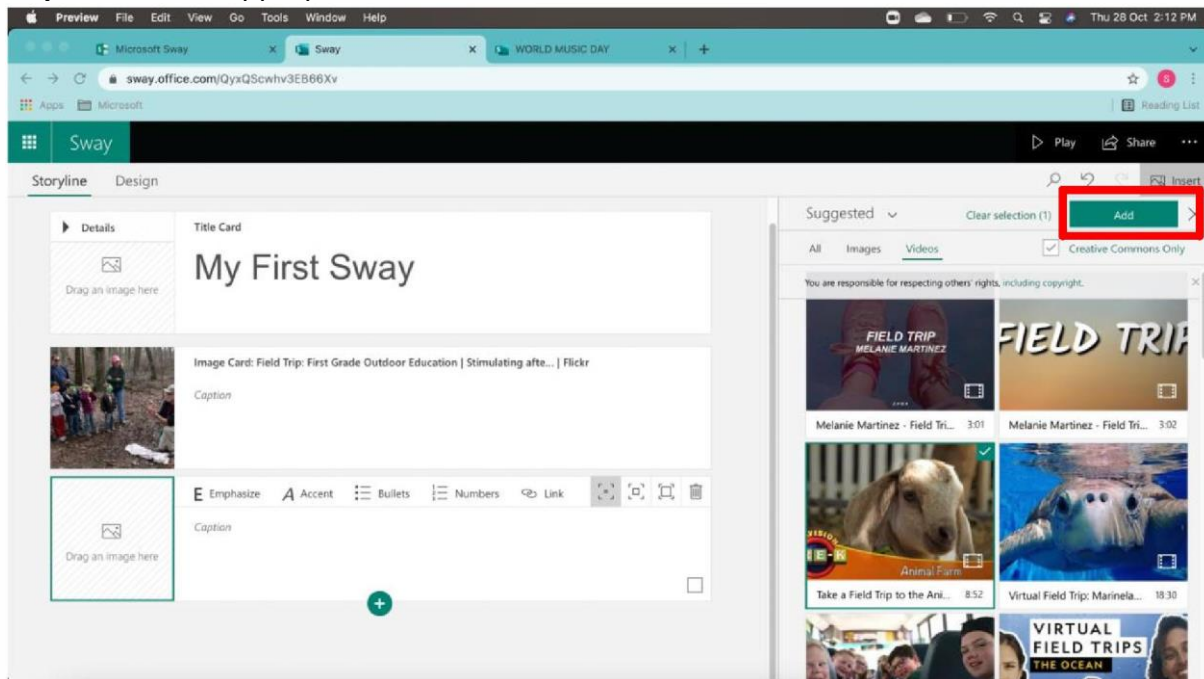 Preview File Edit View Go Tools Window Help Thu 28 Oct 2:12 PM
Microsoft Sway Sway WORLD MUSIC DAY
sway.office.com/QyxQScwhv3EB66Xv S
Apps Microsoft Reading List
Sway Play Share
Storyline Design Insert
Suggested Clear selection (1) Add
All Images Videos Creative Commons Only
You are responsible for respecting others' rights, including copyright.
Details
Title Card
My First Sway
Drag an image here
Image Card: Field Trip: First Grade Outdoor Education | Stimulating afte... | Flickr
Caption
E Emphasize A Accent Bullets Numbers Link
Caption
Drag an image here
FIELD TRIP
MELANIE MARTINEZ
FIELD TRIP
Melanie Martinez - Field Tri... 3:01
Melanie Martinez - Field Tri... 3:02
Animal Farm
Take a Field Trip to the Ani... 8:52
Virtual Field Trip: Marinela... 18:30
VIRTUAL
FIELD TRIPS
THE OCEAN